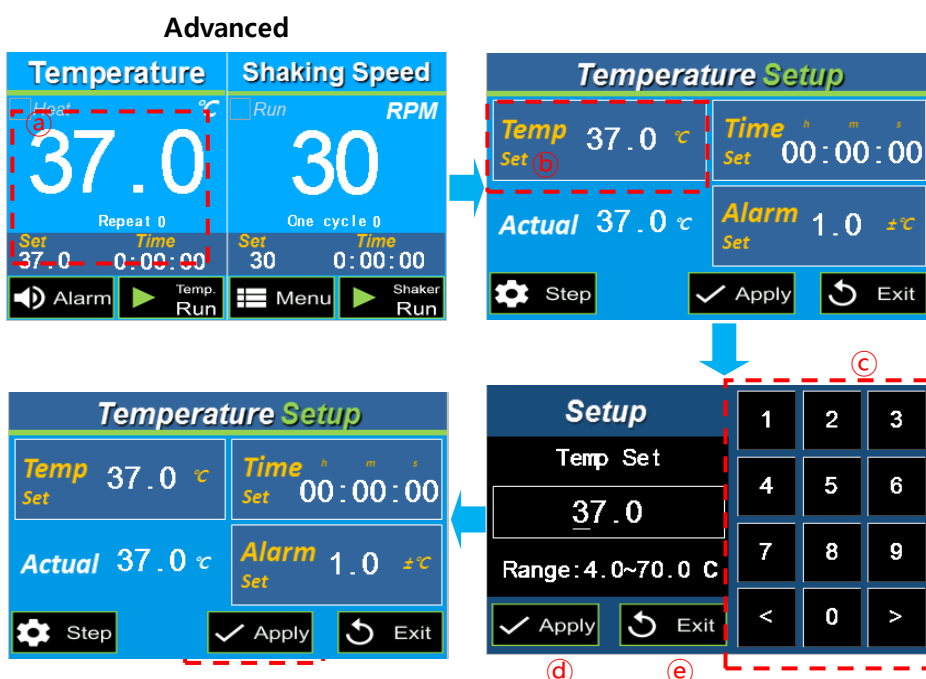 Advanced
Temperature
Shaking Speed
Heat ℃
ⓐ
37.0
Repeat 0
Set Time
37.0 0:00:00
Run RPM
30
One cycle 0
Set Time
30 0:00:00
Alarm
Temp. Run
Menu
Shaker Run
Temperature Setup
Temp Set 37.0 ℃
ⓑ
Time Set h m s 00:00:00
Actual 37.0 ℃
Alarm Set 1.0 ±℃
Step
Apply
Exit
Temperature Setup
Temp Set 37.0 ℃
Time Set h m s 00:00:00
Actual 37.0 ℃
Alarm Set 1.0 ±℃
Step
Apply
Exit
Setup
Temp Set
37.0
Range:4.0~70.0 C
Apply
Exit
ⓓ
ⓔ
ⓒ
1 2 3
4 5 6
7 8 9
< 0 >